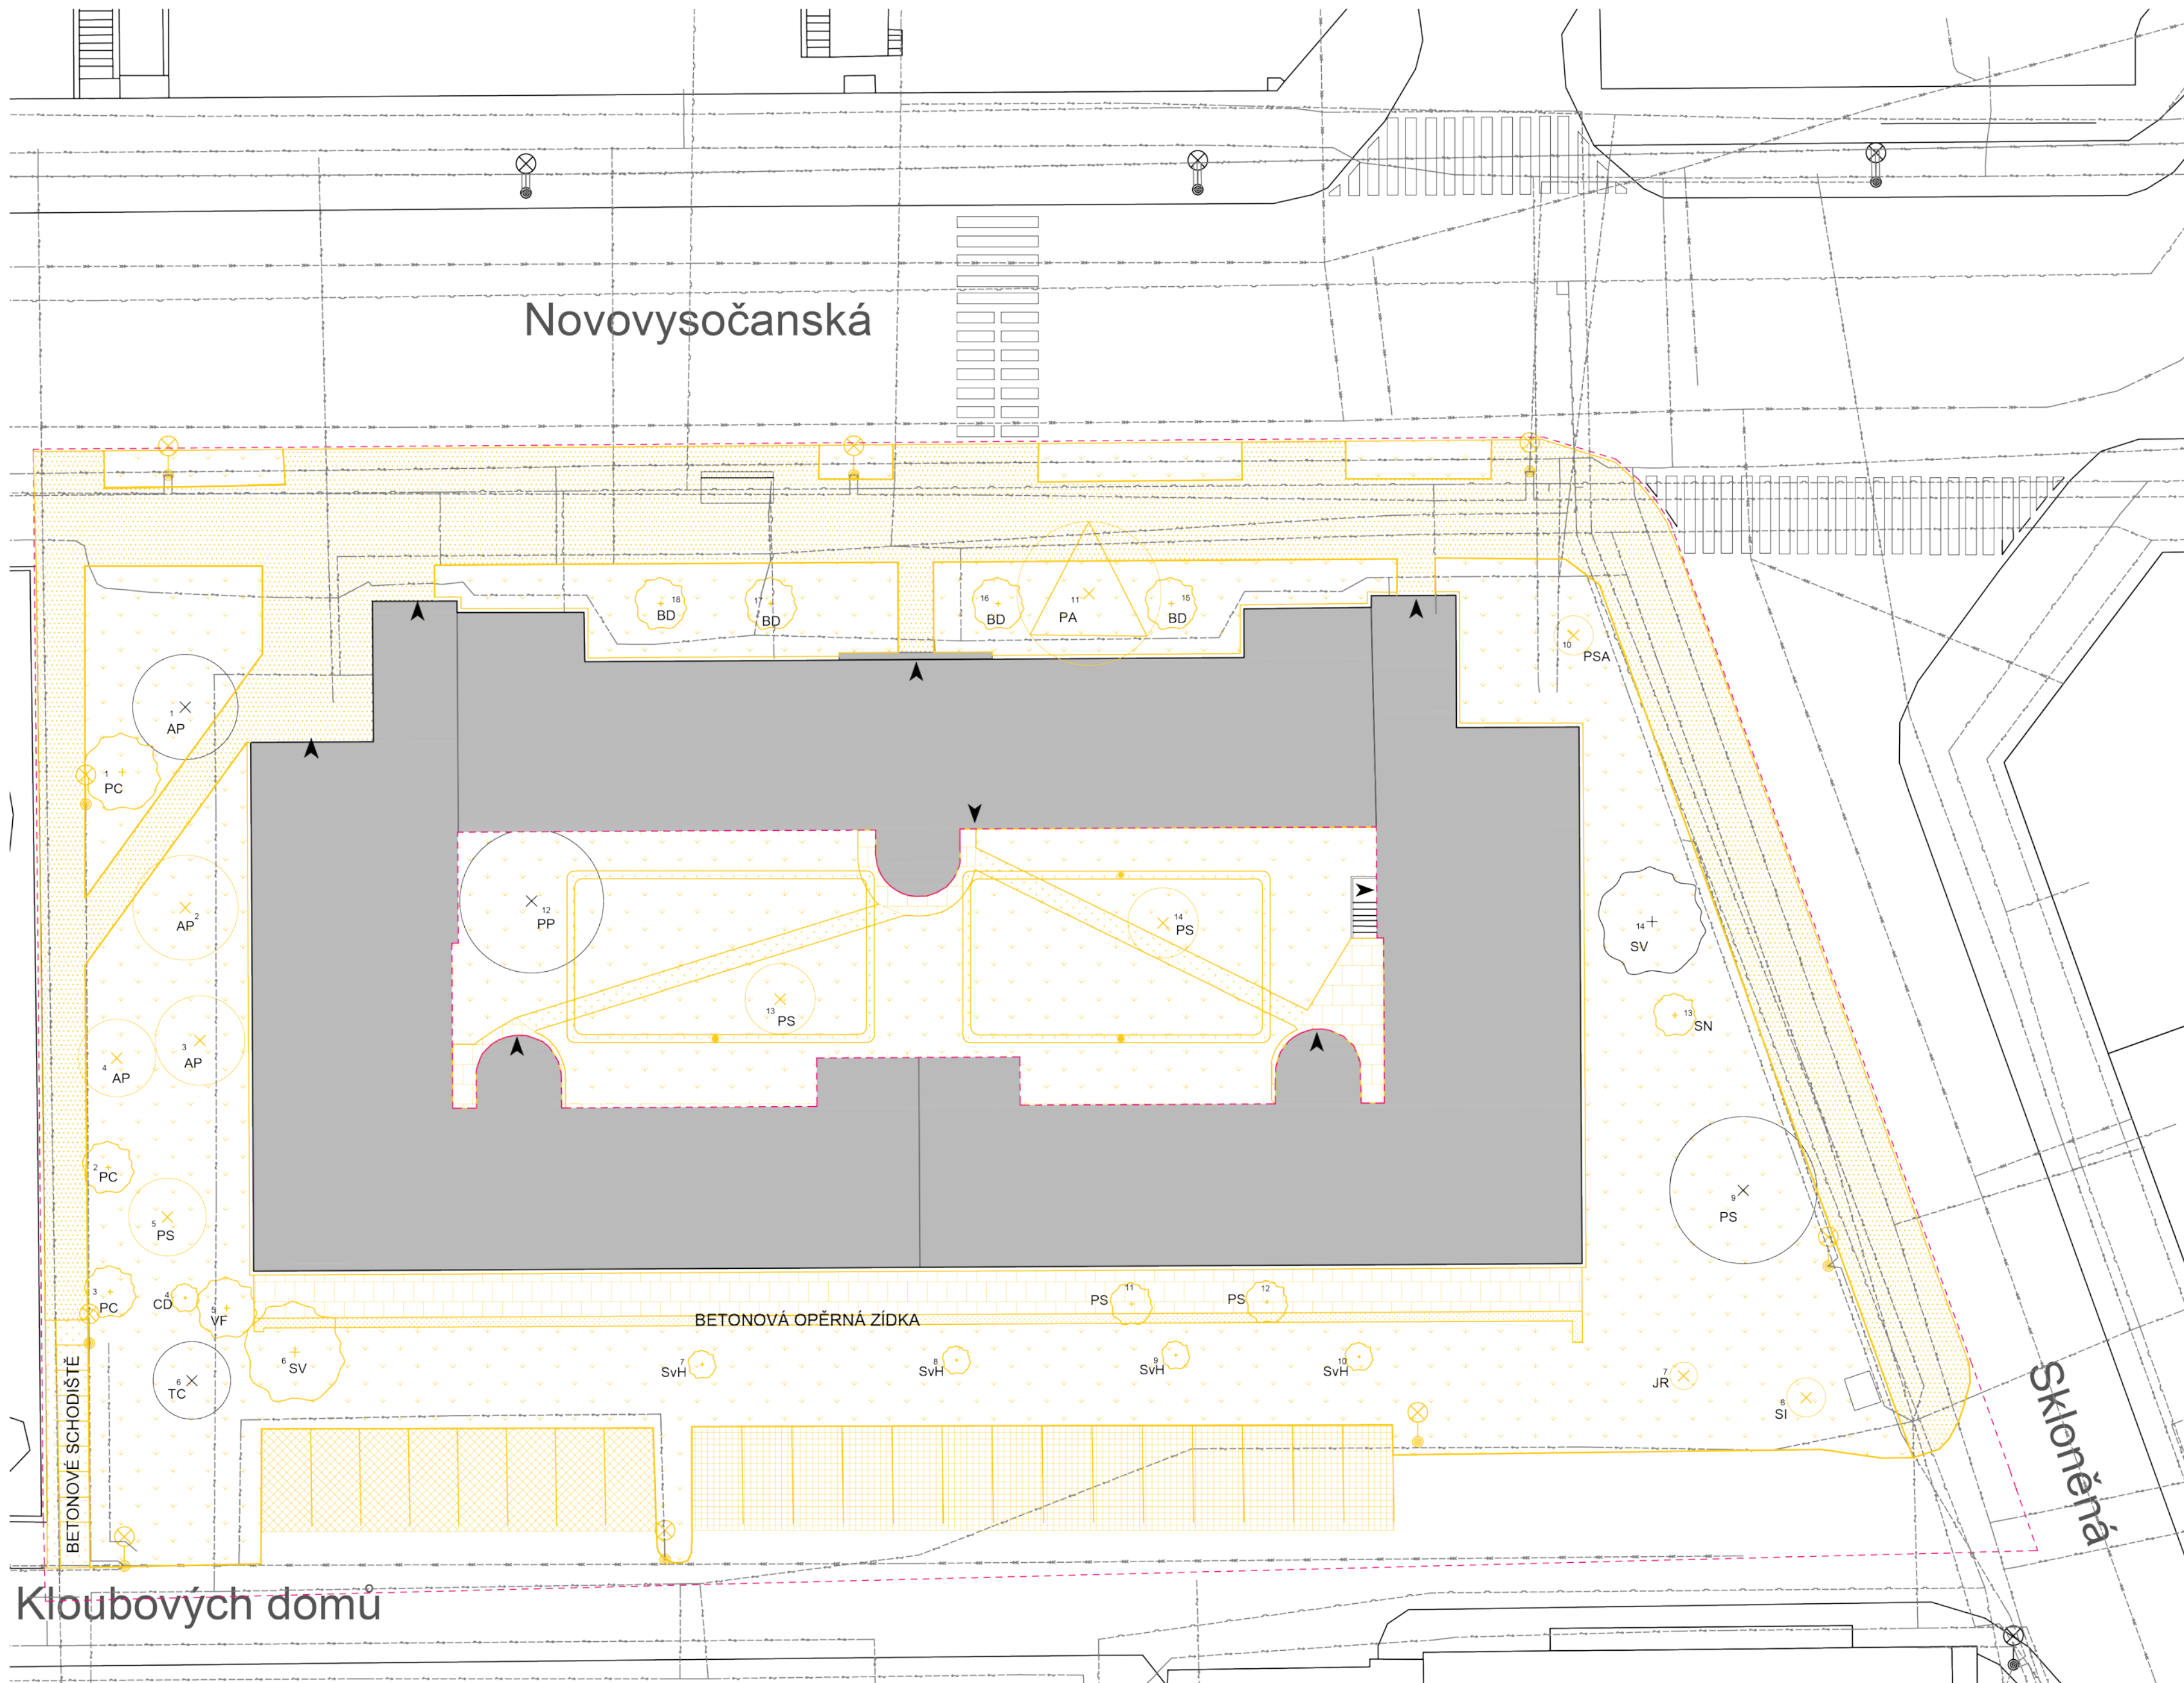 Novovysočanská
18
BD
17
BD
16
BD
11
PA
15
BD
10
PSA
1
AP
1
PC
AP 2
12
PP
14
PS
14
SV
13
PS
13
SN
3
AP
4
AP
2
PC
5
PS
9
PS
3
PC
4
CD
5
VF
11
PS
12
PS
BETONOVÁ OPĚRNÁ ZÍDKA
6 SV
7
SvH
8
SvH
9
SvH
10
SvH
6
TC
7
JR
8
SI
BETONOVÉ SCHODIŠTĚ
Skloněná
Kloubových domů